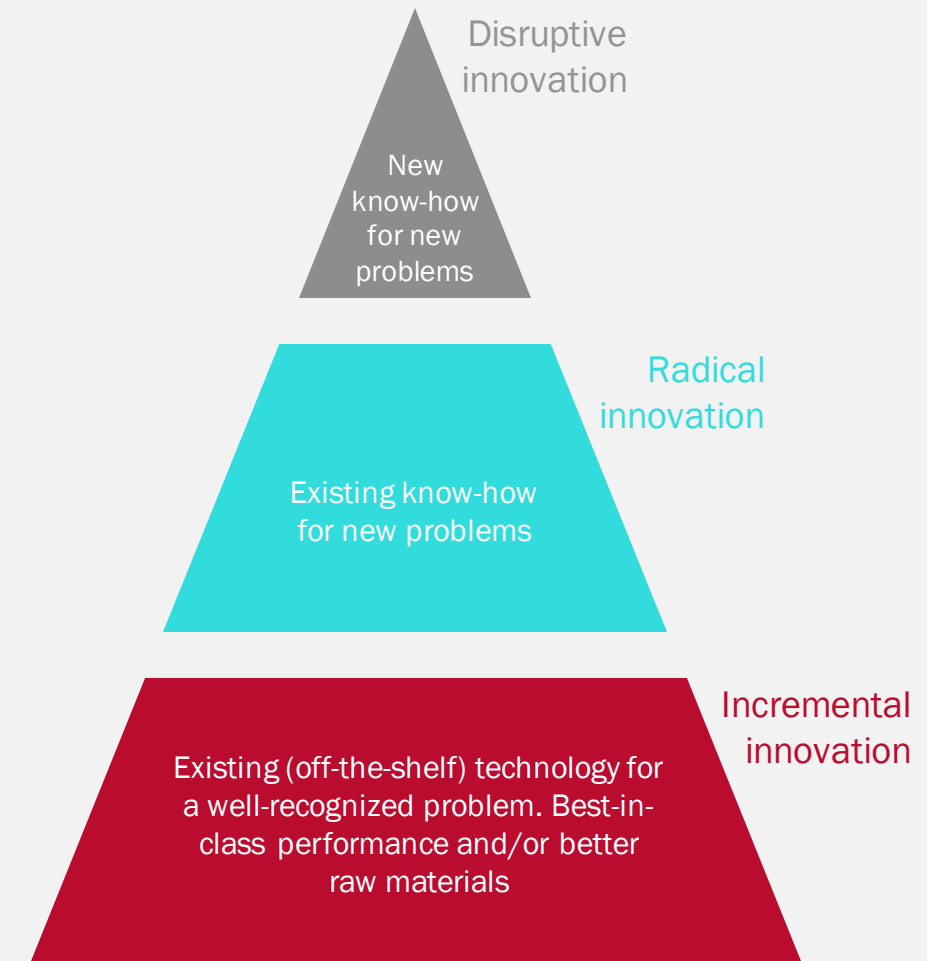 Disruptive
innovation
New
know-how
for new
problems
Radical
innovation
Existing know-how
for new problems
Incremental
innovation
Existing (off-the-shelf) technology for
a well-recognized problem. Best-in-
class performance and/or better
raw materials